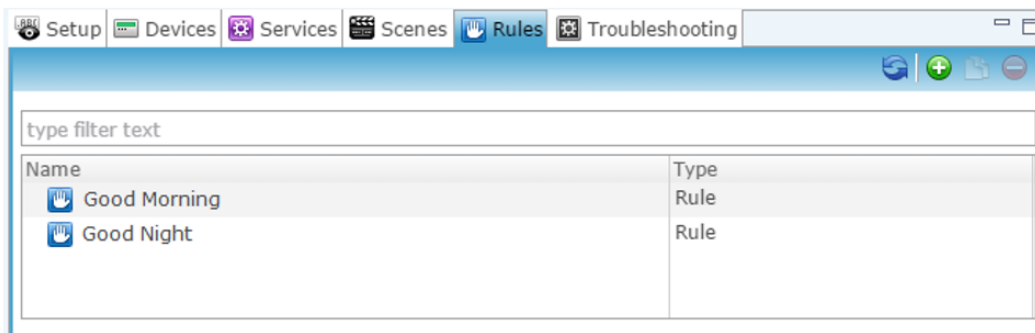 Setup Devices Services Scenes Rules Troubleshooting
type filter text
Name Type
Good Morning Rule
Good Night Rule